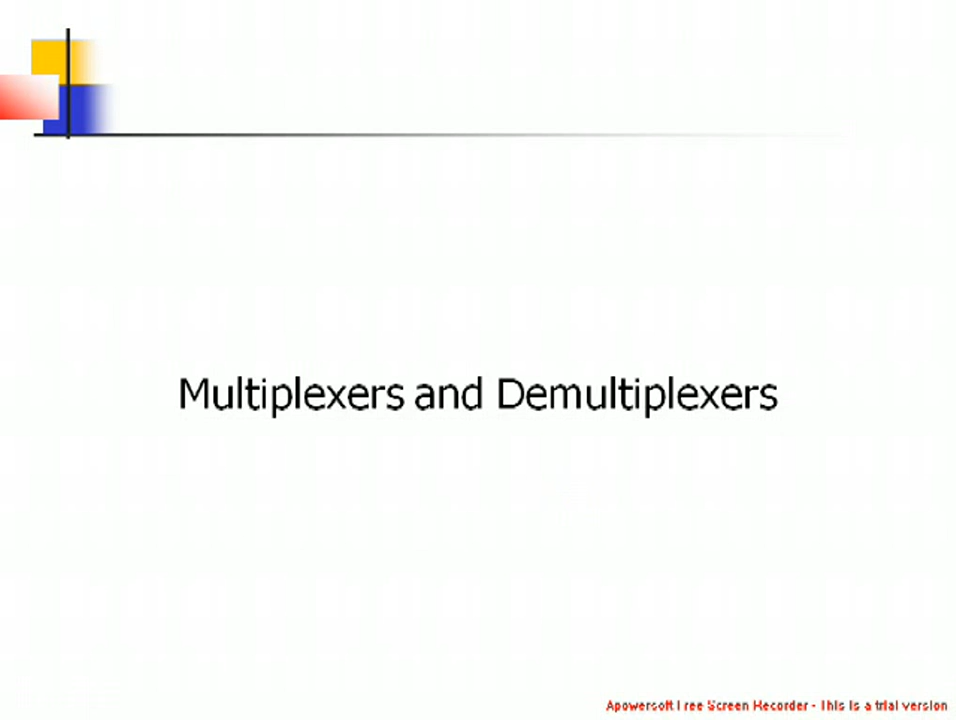 Multiplexers and Demultiplexers
Apowersoft Free Screen Recorder - This is a trial version